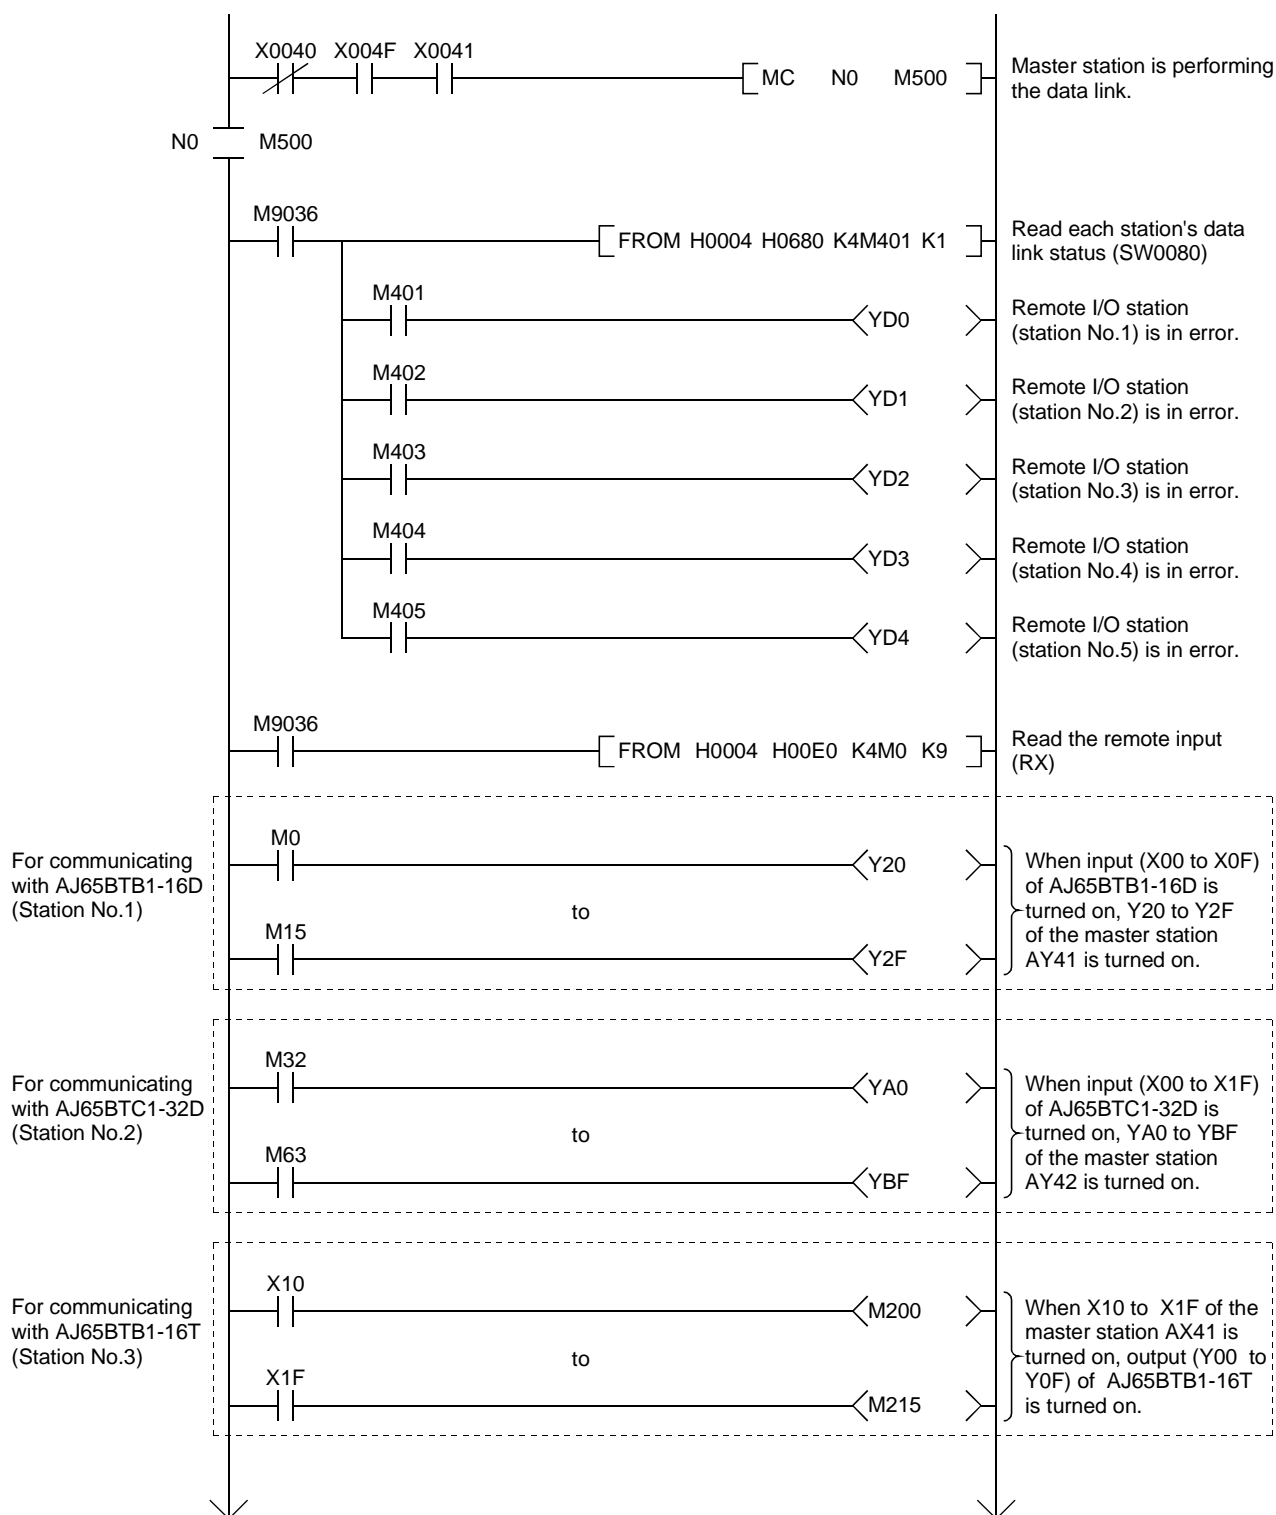 X0040 X004F X0041
MC N0 M500
Master station is performing
the data link.
N0 M500
M9036
FROM H0004 H0680 K4M401 K1
Read each station's data
link status (SW0080)
M401
YD0
Remote I/O station
(station No.1) is in error.
M402
YD1
Remote I/O station
(station No.2) is in error.
M403
YD2
Remote I/O station
(station No.3) is in error.
M404
YD3
Remote I/O station
(station No.4) is in error.
M405
YD4
Remote I/O station
(station No.5) is in error.
M9036
FROM H0004 H00E0 K4M0 K9
Read the remote input
(RX)
For communicating
with AJ65BTB1-16D
(Station No.1)
M0
Y20
to
M15
Y2F
When input (X00 to X0F)
of AJ65BTB1-16D is
turned on, Y20 to Y2F
of the master station
AY41 is turned on.
For communicating
with AJ65BTC1-32D
(Station No.2)
M32
YA0
to
M63
YBF
When input (X00 to X1F)
of AJ65BTC1-32D is
turned on, YA0 to YBF
of the master station
AY42 is turned on.
For communicating
with AJ65BTB1-16T
(Station No.3)
X10
M200
to
X1F
M215
When X10 to X1F of the
master station AX41 is
turned on, output (Y00 to
Y0F) of AJ65BTB1-16T
is turned on.